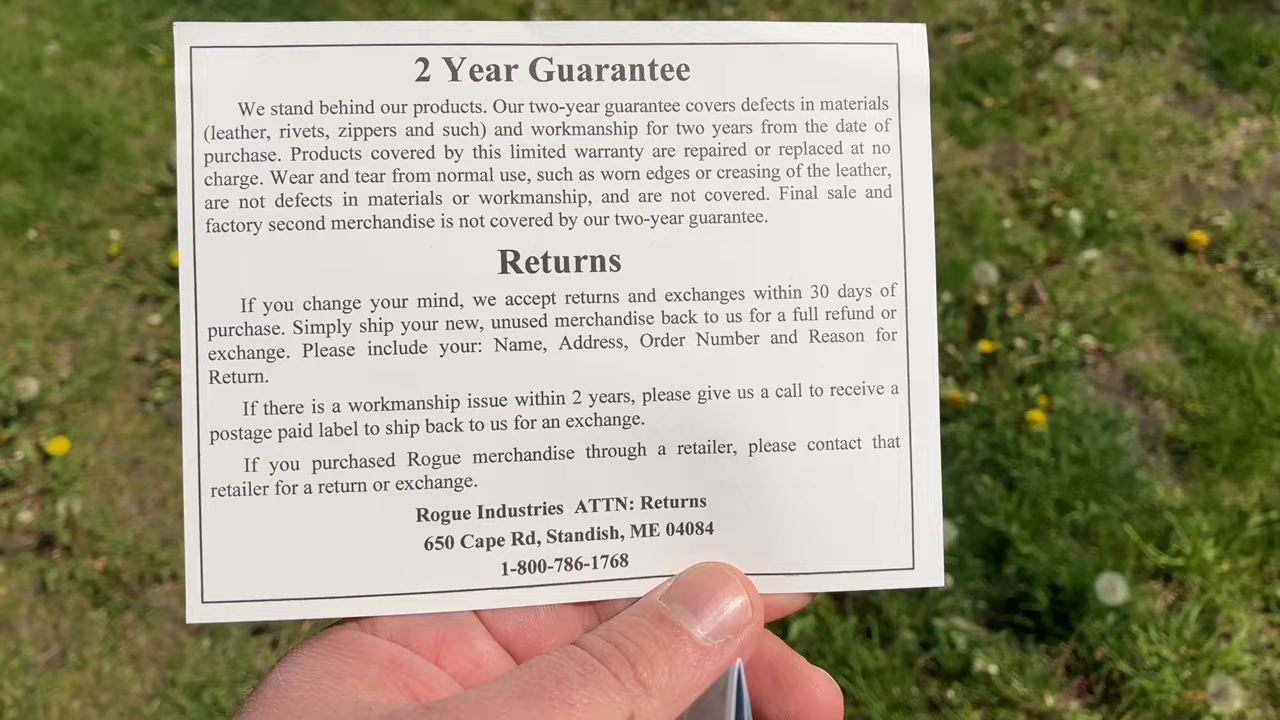 2 Year Guarantee
We stand behind our products. Our two-year guarantee covers defects in materials
(leather, rivets, zippers and such) and workmanship for two years from the date of
purchase. Products covered by this limited warranty are repaired or replaced at no
charge. Wear and tear from normal use, such as worn edges or creasing of the leather,
are not defects in materials or workmanship, and are not covered. Final sale and
factory second merchandise is not covered by our two-year guarantee.
Returns
If you change your mind, we accept returns and exchanges within 30 days of
purchase. Simply ship your new, unused merchandise back to us for a full refund or
exchange. Please include your: Name, Address, Order Number and Reason for
Return.
If there is a workmanship issue within 2 years, please give us a call to receive a
postage paid label to ship back to us for an exchange.
If you purchased Rogue merchandise through a retailer, please contact that
retailer for a return or exchange.
Rogue Industries ATTN: Returns
650 Cape Rd, Standish, ME 04084
1-800-786-1768